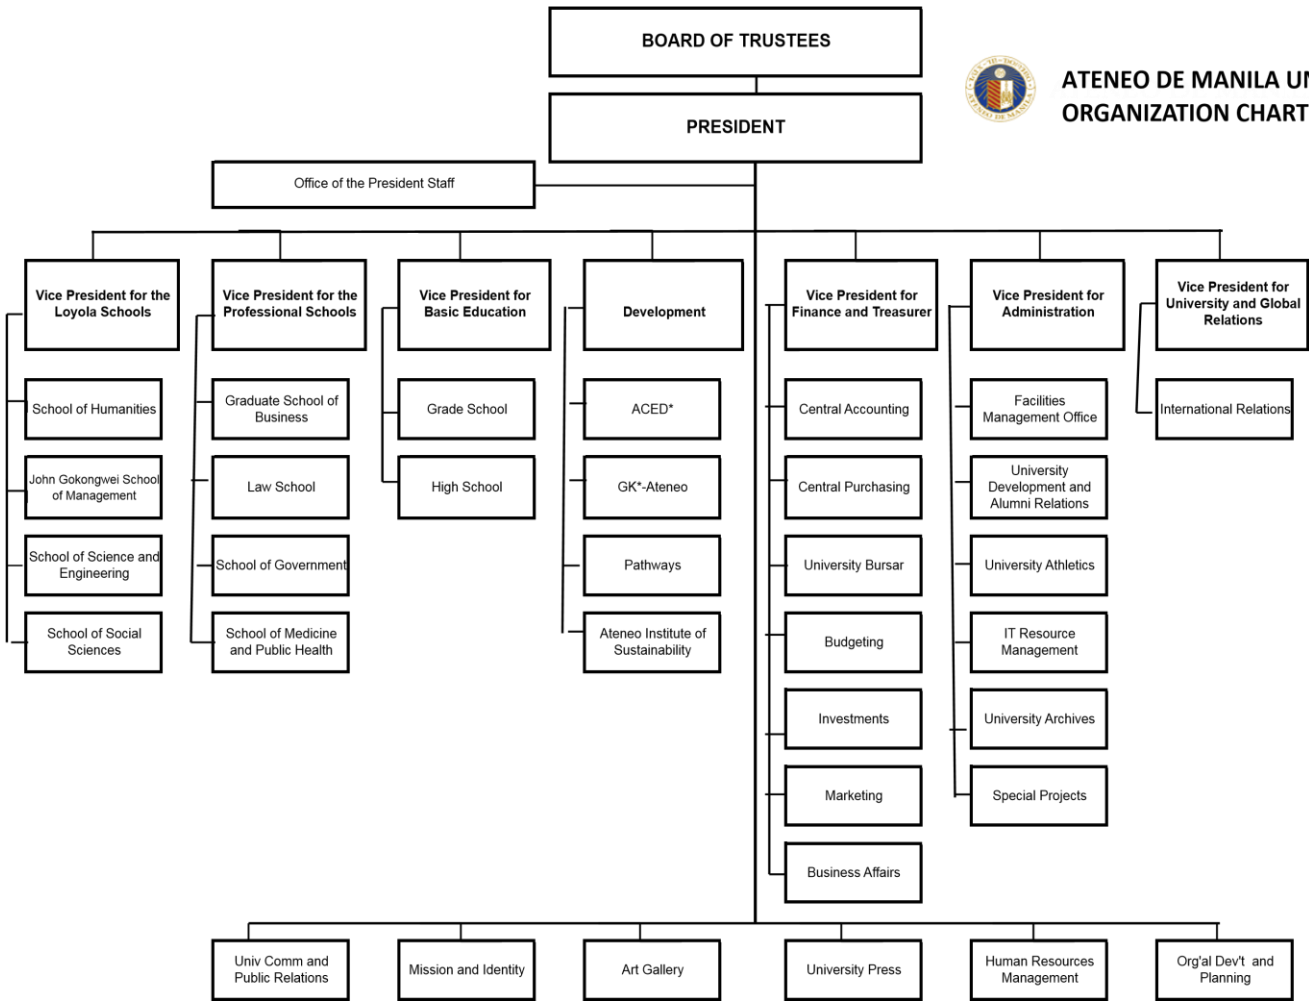 BOARD OF TRUSTEES
ATENEO DE MANILA
ORGANIZATION CHART
PRESIDENT
Office of the President Staff
Vice President for the
Loyola Schools
Vice President for the
Professional Schools
Vice President for
Basic Education
Development
Vice President for
Finance and Treasurer
Vice President for
Administration
Vice President for
University and Global
Relations
School of Humanities
Graduate School of
Business
Grade School
ACED*
Central Accounting
Facilities
Management Office
International Relations
John Gokongwei School
of Management
Law School
High School
GK*-Ateneo
Central Purchasing
University
Development and
Alumni Relations
School of Science and
Engineering
School of Government
Pathways
University Bursar
University Athletics
School of Social
Sciences
School of Medicine
and Public Health
Ateneo Institute of
Sustainability
Budgeting
IT Resource
Management
Investments
University Archives
Marketing
Special Projects
Business Affairs
Univ Comm and
Public Relations
Mission and Identity
Art Gallery
University Press
Human Resources
Management
Org'al Dev't and
Planning